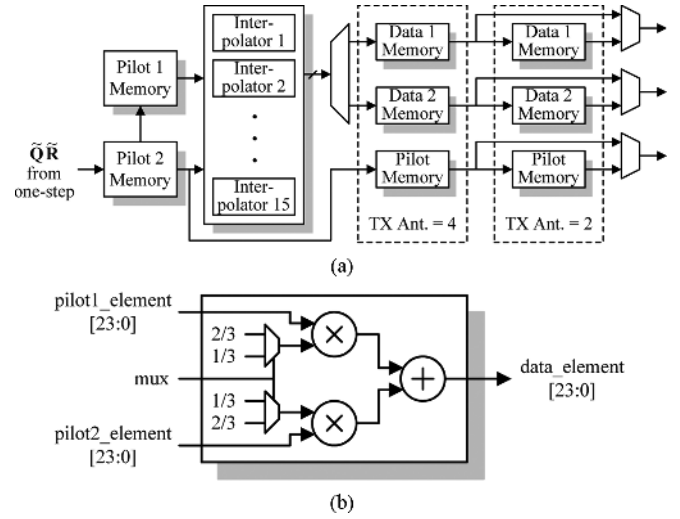 (a)
Inter-
polator 1
Inter-
polator 2
Inter-
polator 15
Pilot 1
Memory
Pilot 2
Memory
Q̃ R̃
from
one-step
Data 1
Memory
Data 1
Memory
Data 2
Memory
Data 2
Memory
Pilot
Memory
Pilot
Memory
TX Ant. = 4
TX Ant. = 2
(a)
pilot1_element
[23:0]
2/3
1/3
mux
1/3
2/3
pilot2_element
[23:0]
data_element
[23:0]
(b)